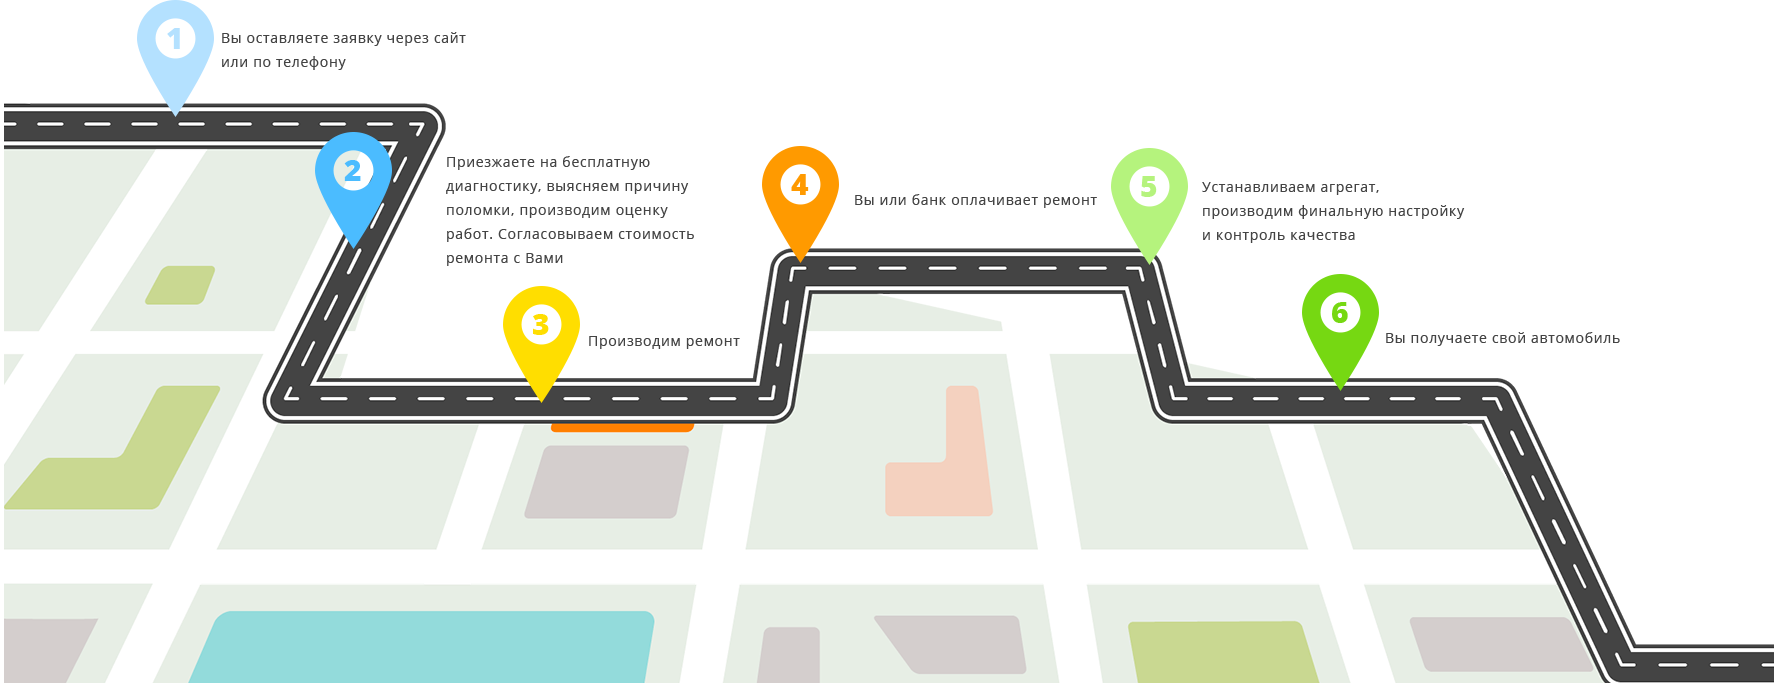 1
Вы оставляете заявку через сайт
или по телефону
2
Приезжаете на бесплатную
диагностику, выясняем причину
поломки, производим оценку
работ. Согласовываем стоимость
ремонта с Вами
3
Производим ремонт
4
Вы или банк оплачивает ремонт
5
Устанавливаем агрегат,
производим финальную настройку
и контроль качества
6
Вы получаете свой автомобиль